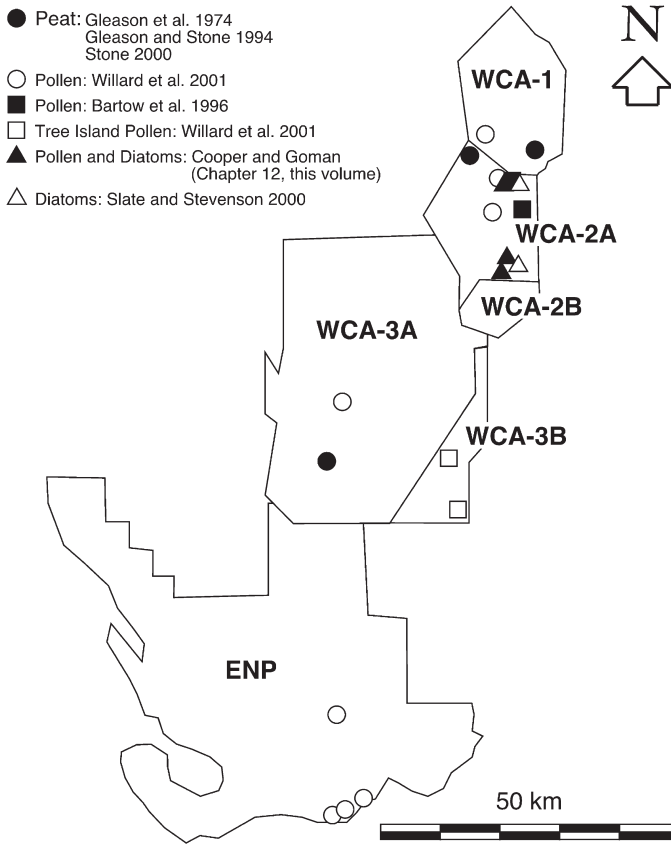 Peat: Gleason et al. 1974
Gleason and Stone 1994
Stone 2000
Pollen: Willard et al. 2001
Pollen: Bartow et al. 1996
Tree Island Pollen: Willard et al. 2001
Pollen and Diatoms: Cooper and Goman
(Chapter 12, this volume)
Diatoms: Slate and Stevenson 2000
N
WCA-1
WCA-2A
WCA-2B
WCA-3A
WCA-3B
ENP
50 km